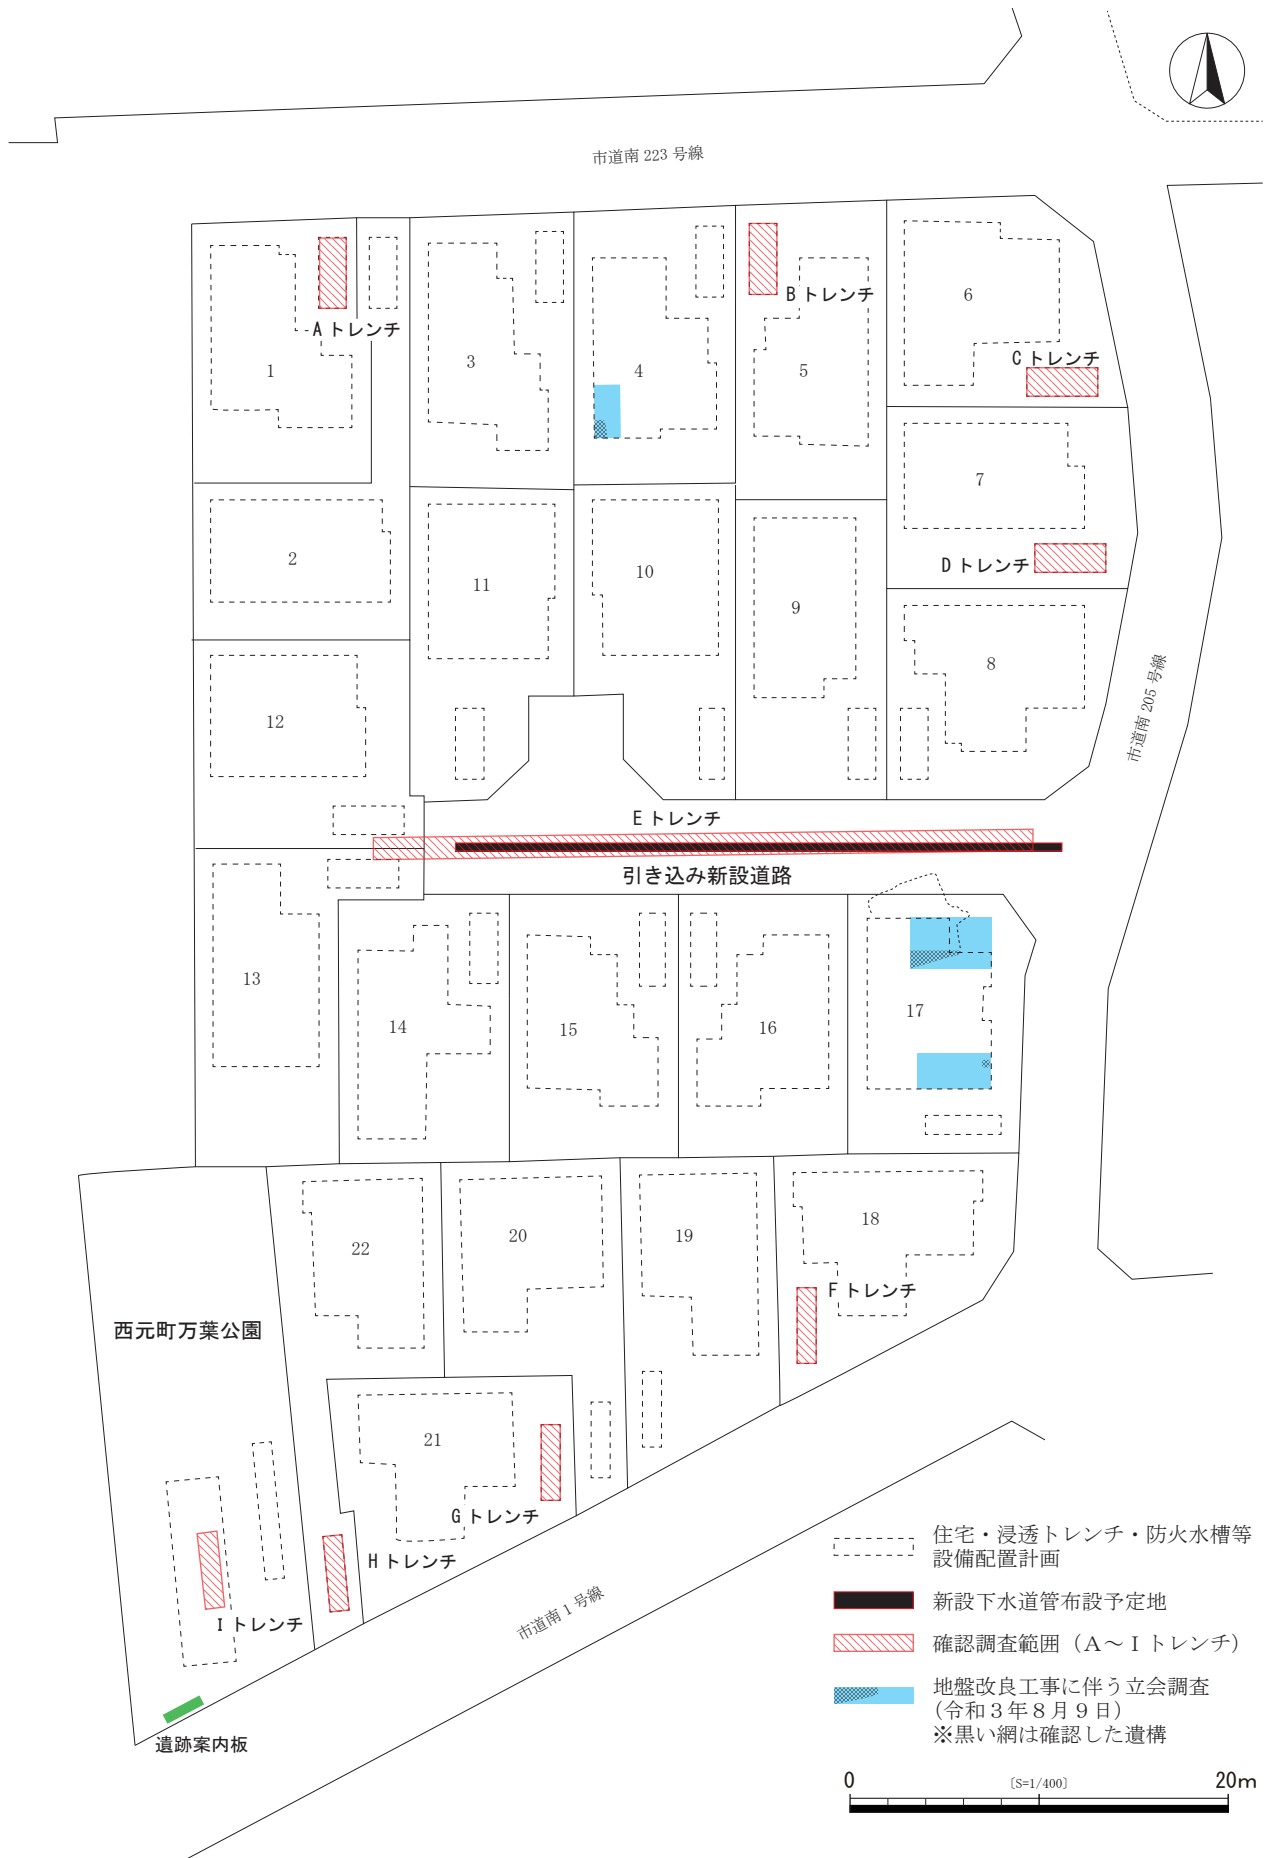 市道南 223 号線
A トレンチ
B トレンチ
6
C トレンチ
1
3
4
5
7
2
11
10
9
D トレンチ
8
12
市道南 205 号線
E トレンチ
引き込み新設道路
13
14
15
16
17
22
20
19
18
F トレンチ
西元町万葉公園
21
G トレンチ
H トレンチ
I トレンチ
市道南 1 号線
遺跡案内板
住宅・浸透トレンチ・防火水槽等
設備配置計画
新設下水道管布設予定地
確認調査範囲（A～I トレンチ）
地盤改良工事に伴う立会調査
（令和３年８月９日）
※黒い網は確認した遺構
0
〔S=1/400〕
20m